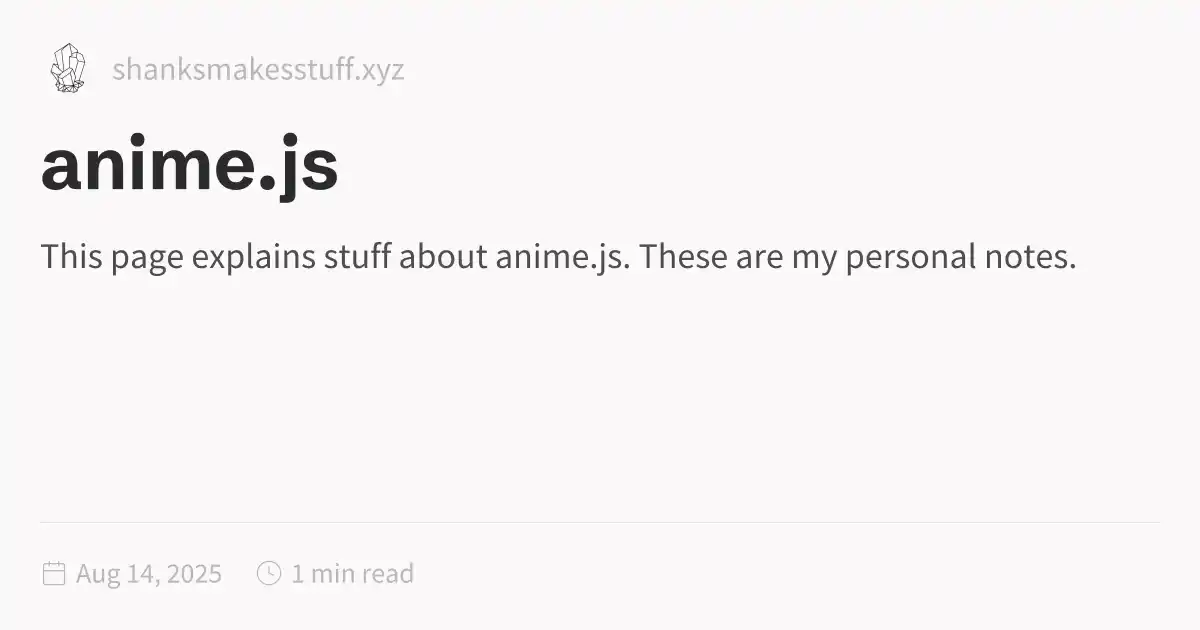 shanksmakesstuff.xyz
anime.js
This page explains stuff about anime.js. These are my personal notes.
Aug 14, 2025 1 min read